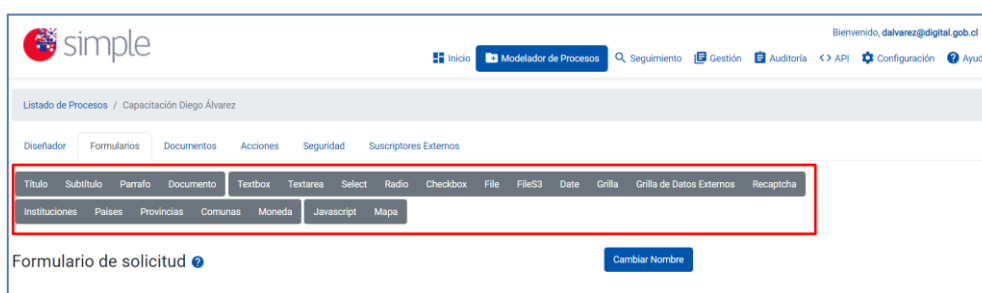 simple
Bienvenido, dalvarez@digital.gob.cl
Inicio Modelador de Procesos Seguimiento Gestión Auditoría <> API Configuración Ayud
Listado de Procesos / Capacitación Diego Álvarez
Diseñador Formularios Documentos Acciones Seguridad Suscriptores Externos
Título Subtítulo Parrafo Documento Textbox Textarea Select Radio Checkbox File FileS3 Date Grilla Grilla de Datos Externos Recaptcha
Instituciones Paises Provincias Comunas Moneda Javascript Mapa
Formulario de solicitud ?
Cambiar Nombre